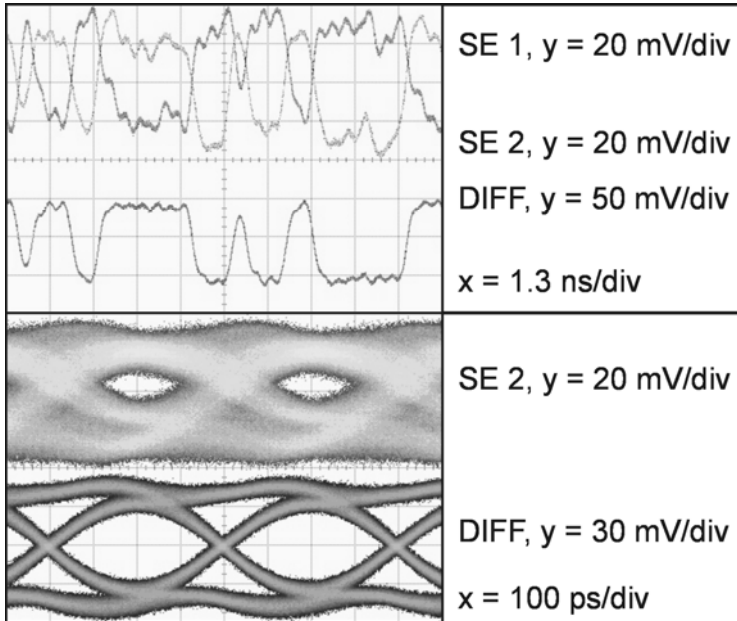 SE 1, y = 20 mV/div
SE 2, y = 20 mV/div
DIFF, y = 50 mV/div
x = 1.3 ns/div
SE 2, y = 20 mV/div
DIFF, y = 30 mV/div
x = 100 ps/div